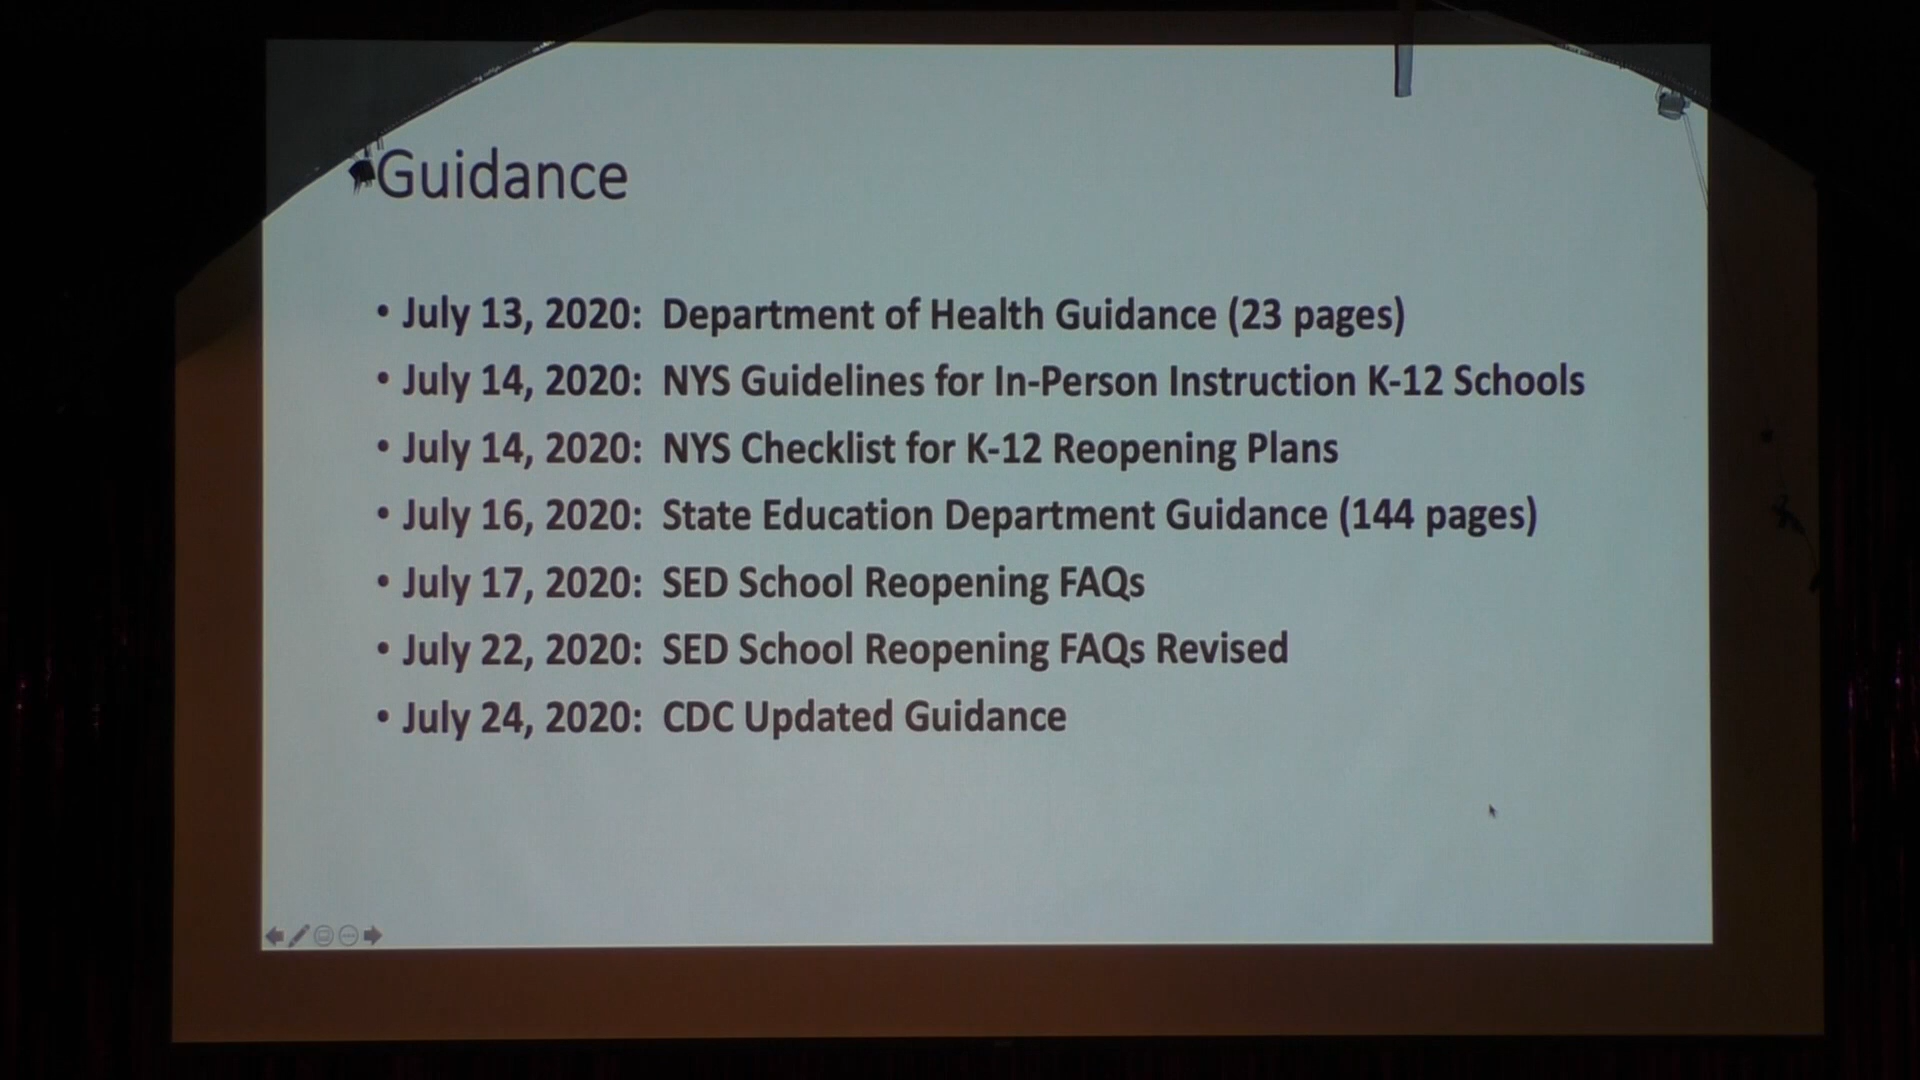 Guidance
• July 13, 2020: Department of Health Guidance (23 pages)
• July 14, 2020: NYS Guidelines for In-Person Instruction K-12 Schools
• July 14, 2020: NYS Checklist for K-12 Reopening Plans
• July 16, 2020: State Education Department Guidance (144 pages)
• July 17, 2020: SED School Reopening FAQs
• July 22, 2020: SED School Reopening FAQs Revised
• July 24, 2020: CDC Updated Guidance